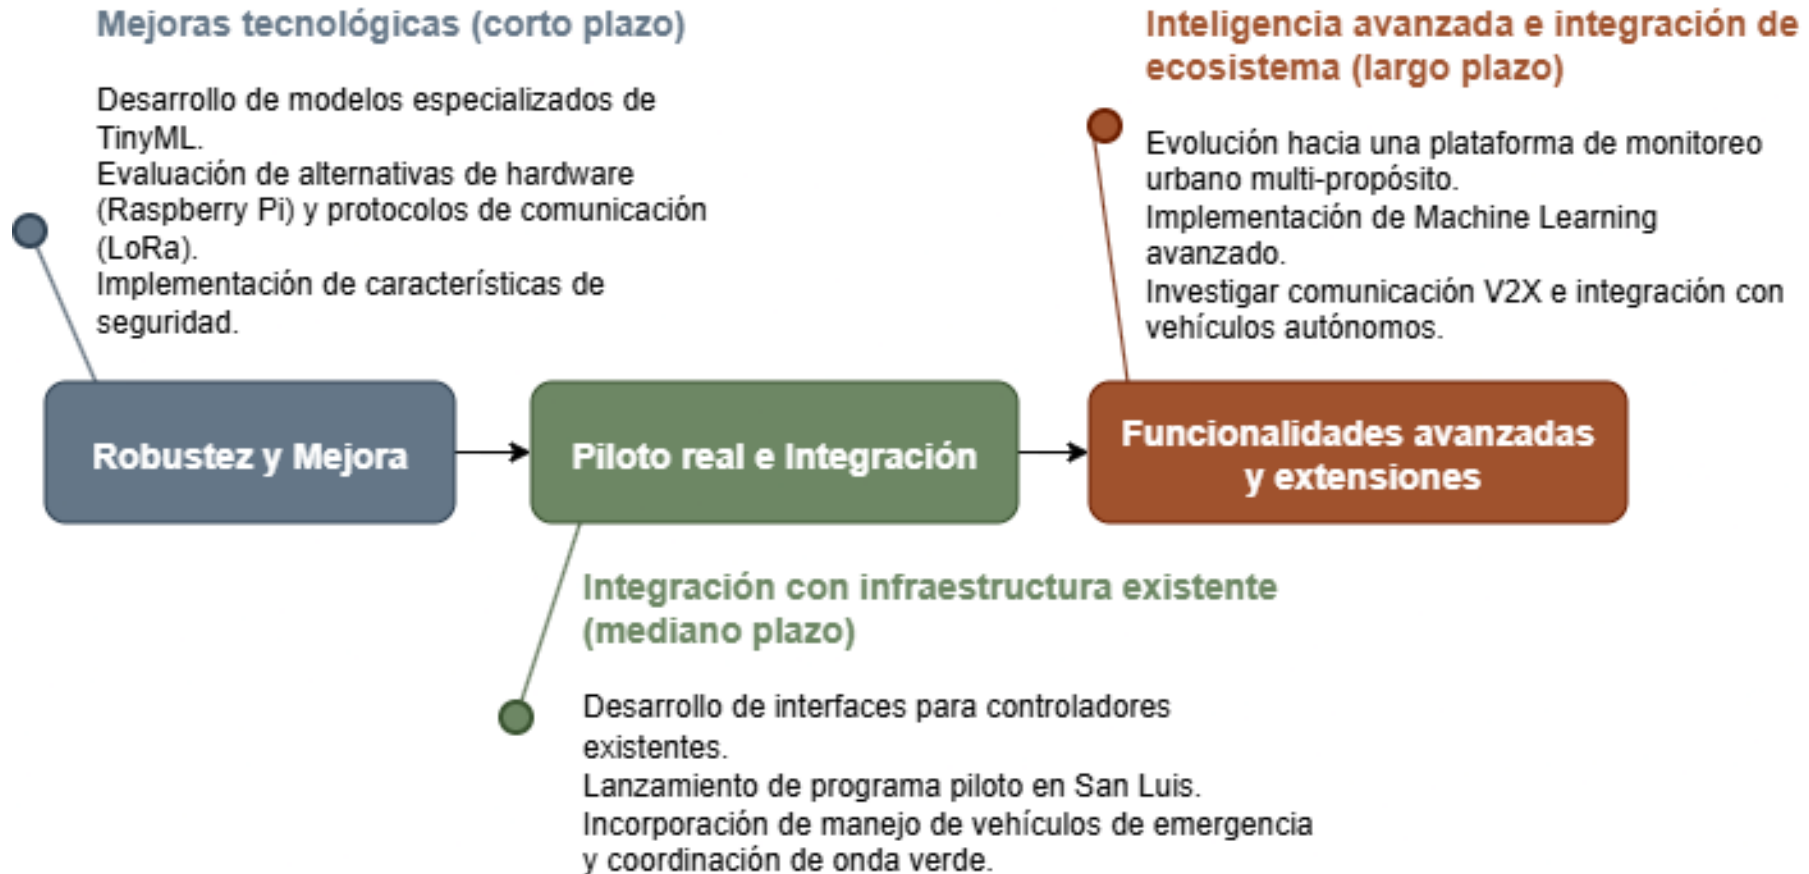 Mejoras tecnológicas (corto plazo)
Desarrollo de modelos especializados de
TinyML.
Evaluación de alternativas de hardware
(Raspberry Pi) y protocolos de comunicación
(LoRa).
Implementación de características de
seguridad.
Inteligencia avanzada e integración de
ecosistema (largo plazo)
Evolución hacia una plataforma de monitoreo
urbano multi-propósito.
Implementación de Machine Learning
avanzado.
Investigar comunicación V2X e integración con
vehículos autónomos.
Robustez y Mejora
Piloto real e Integración
Funcionalidades avanzadas
y extensiones
Integración con infraestructura existente
(mediano plazo)
Desarrollo de interfaces para controladores
existentes.
Lanzamiento de programa piloto en San Luis.
Incorporación de manejo de vehículos de emergencia
y coordinación de onda verde.